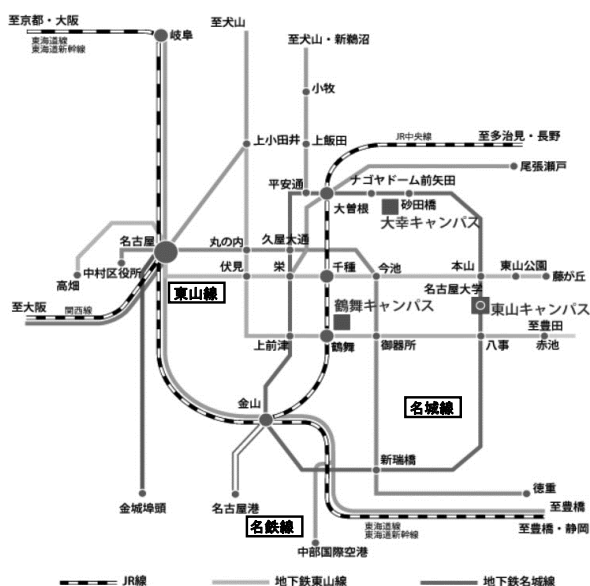 至京都・大阪
東海道線
東海道新幹線
岐阜
至犬山
至犬山・新鵜沼
小牧
上小田井
上飯田
JR中央線
至多治見・長野
尾張瀬戸
平安通
ナゴヤドーム前矢田
大曽根
砂田橋
大幸キャンパス
名古屋
丸の内
久屋大通
中村区役所
高畑
伏見
栄
千種
今池
本山
東山公園
藤が丘
名古屋大学
至大阪
関西線
東山線
鶴舞キャンパス
東山キャンパス
至豊田
上前津
鶴舞
御器所
八事
赤池
金山
名城線
新瑞橋
金城埠頭
名古屋港
名鉄線
徳重
至豊橋
東海道線
東海道新幹線
至豊橋・静岡
中部国際空港
JR線
地下鉄東山線
地下鉄名城線